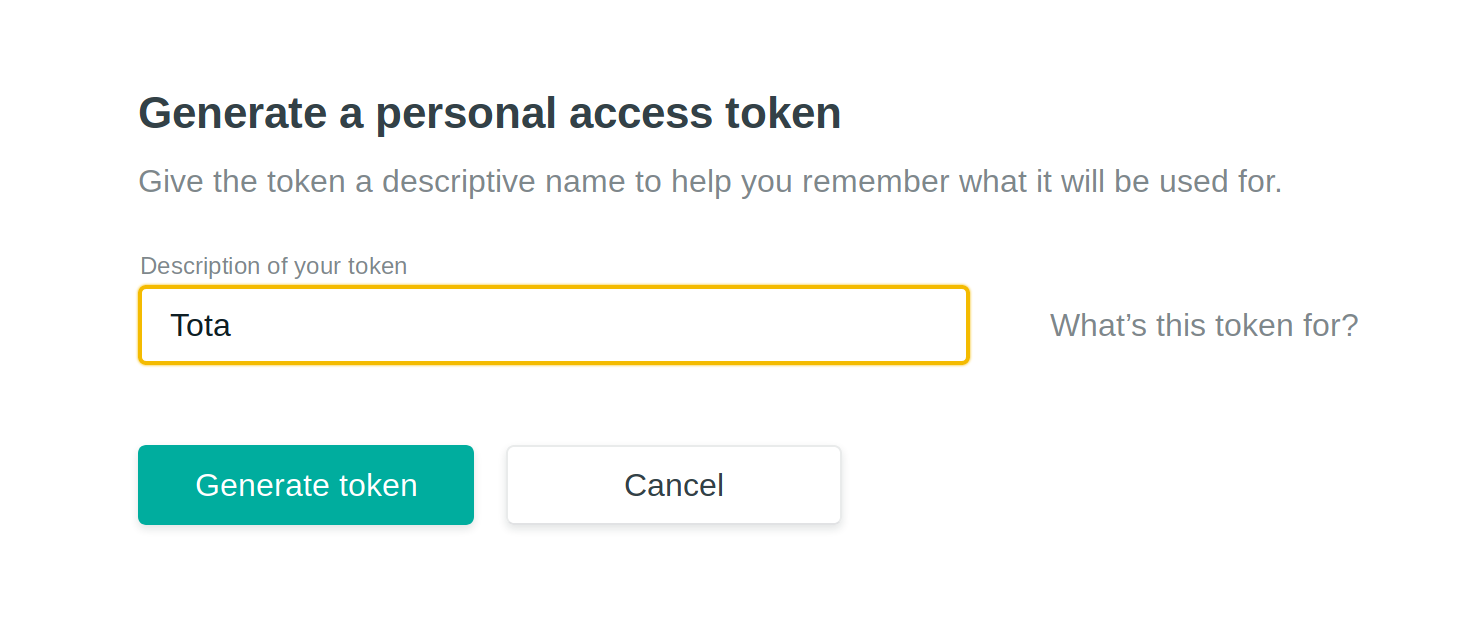 Generate a personal access token
Give the token a descriptive name to help you remember what it will be used for.
Description of your token
Tota
What’s this token for?
Generate token
Cancel